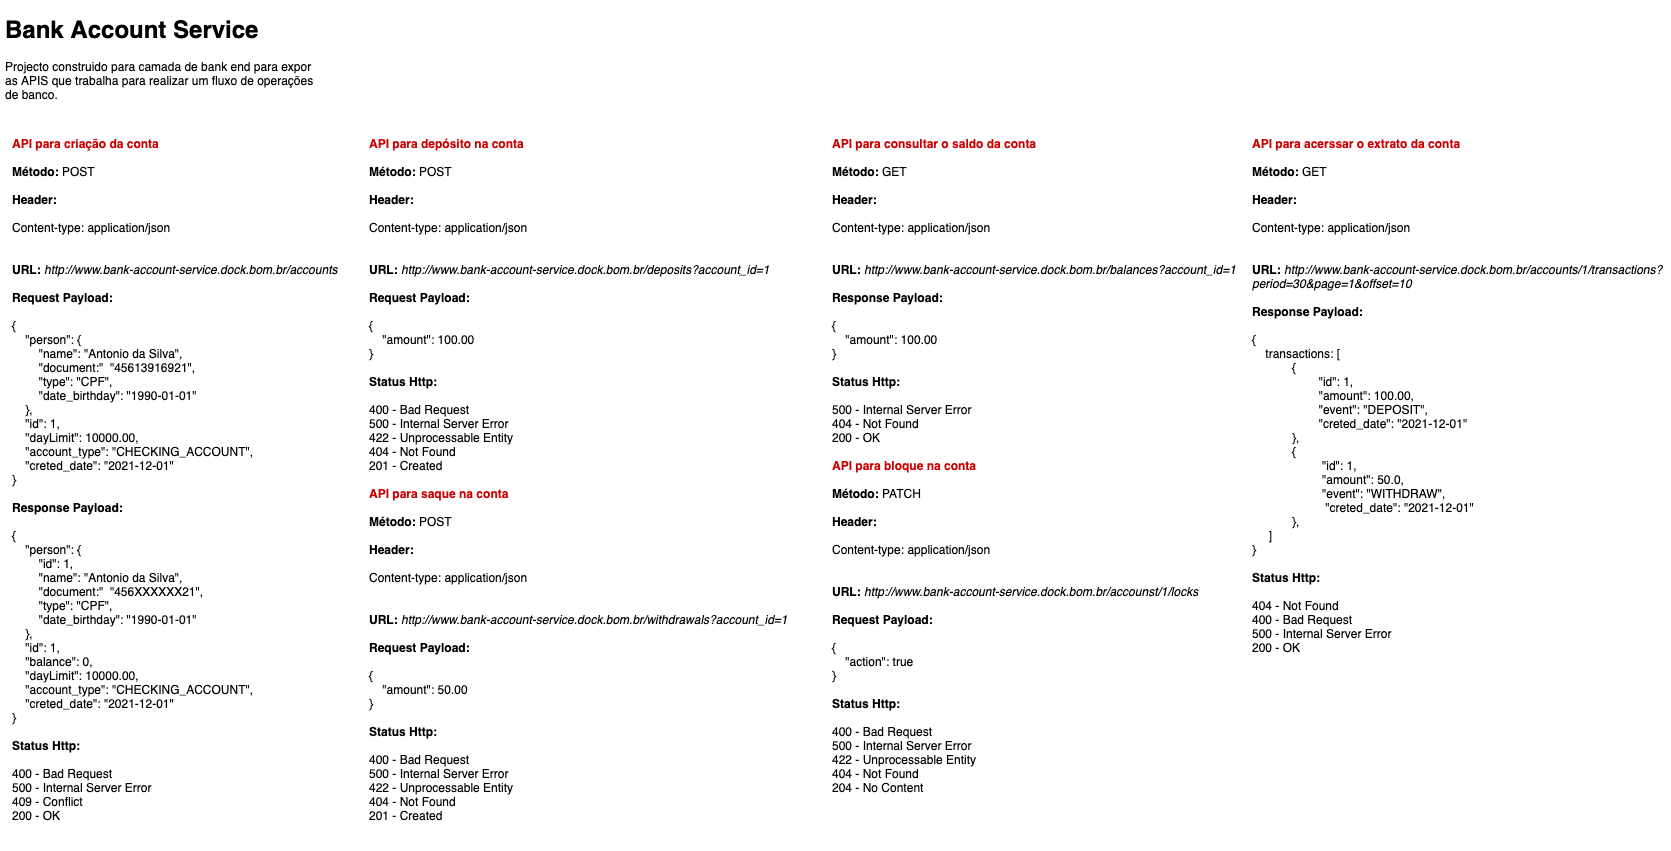 Bank Account Service
Projecto construido para camada de bank end para expor
as APIS que trabalha para realizar um fluxo de operações
de banco.
API para criação da conta
Método: POST
Header:
Content-type: application/json
URL: http://www.bank-account-service.dock.bom.br/accounts
Request Payload:
{
"person": {
"name": "Antonio da Silva",
"document:"  "45613916921",
"type": "CPF",
"date_birthday": "1990-01-01"
},
"id": 1,
"dayLimit": 10000.00,
"account_type": "CHECKING_ACCOUNT",
"creted_date": "2021-12-01"
}
Response Payload:
{
"person": {
"id": 1,
"name": "Antonio da Silva",
"document:"  "456XXXXXX21",
"type": "CPF",
"date_birthday": "1990-01-01"
},
"id": 1,
"balance": 0,
"dayLimit": 10000.00,
"account_type": "CHECKING_ACCOUNT",
"creted_date": "2021-12-01"
}
Status Http:
400 - Bad Request
500 - Internal Server Error
409 - Conflict
200 - OK
API para depósito na conta
Método: POST
Header:
Content-type: application/json
URL: http://www.bank-account-service.dock.bom.br/deposits?account_id=1
Request Payload:
{
"amount": 100.00
}
Status Http:
400 - Bad Request
500 - Internal Server Error
422 - Unprocessable Entity
404 - Not Found
201 - Created
API para saque na conta
Método: POST
Header:
Content-type: application/json
URL: http://www.bank-account-service.dock.bom.br/withdrawals?account_id=1
Request Payload:
{
"amount": 50.00
}
Status Http:
400 - Bad Request
500 - Internal Server Error
422 - Unprocessable Entity
404 - Not Found
201 - Created
API para consultar o saldo da conta
Método: GET
Header:
Content-type: application/json
URL: http://www.bank-account-service.dock.bom.br/balances?account_id=1
Response Payload:
{
"amount": 100.00
}
Status Http:
500 - Internal Server Error
404 - Not Found
200 - OK
API para bloque na conta
Método: PATCH
Header:
Content-type: application/json
URL: http://www.bank-account-service.dock.bom.br/accounst/1/locks
Request Payload:
{
"action": true
}
Status Http:
400 - Bad Request
500 - Internal Server Error
422 - Unprocessable Entity
404 - Not Found
204 - No Content
API para acerssar o extrato da conta
Método: GET
Header:
Content-type: application/json
URL: http://www.bank-account-service.dock.bom.br/accounts/1/transactions?
period=30&page=1&offset=10
Response Payload:
{
transactions: [
{
"id": 1,
"amount": 100.00,
"event": "DEPOSIT",
"creted_date": "2021-12-01"
},
{
"id": 1,
"amount": 50.0,
"event": "WITHDRAW",
"creted_date": "2021-12-01"
},
]
}
Status Http:
404 - Not Found
400 - Bad Request
500 - Internal Server Error
200 - OK